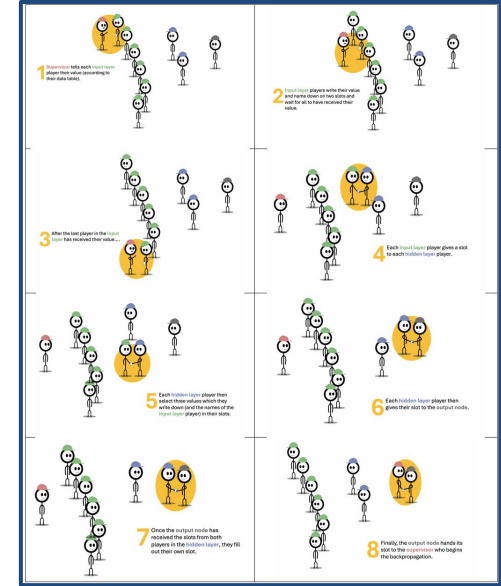 1 Supervisor tells each input layer
player their value (according to
their data table).
2 Input layer players write their value
and name down on two slots and
wait for all to have received their
value.
3 After the last player in the input
layer has received their value....
4 Each input layer player gives a slot
to each hidden layer player.
5 Each hidden layer player then
select three values which they
write down (and the names of the
input layer player) in their slots.
6 Each hidden layer player then
gives their slot to the output node.
7 Once the output node has
received the slots from both
players in the hidden layer, they fill
out their own slot.
8 Finally, the output node hands its
slot to the supervisor who begins
the backpropagation.